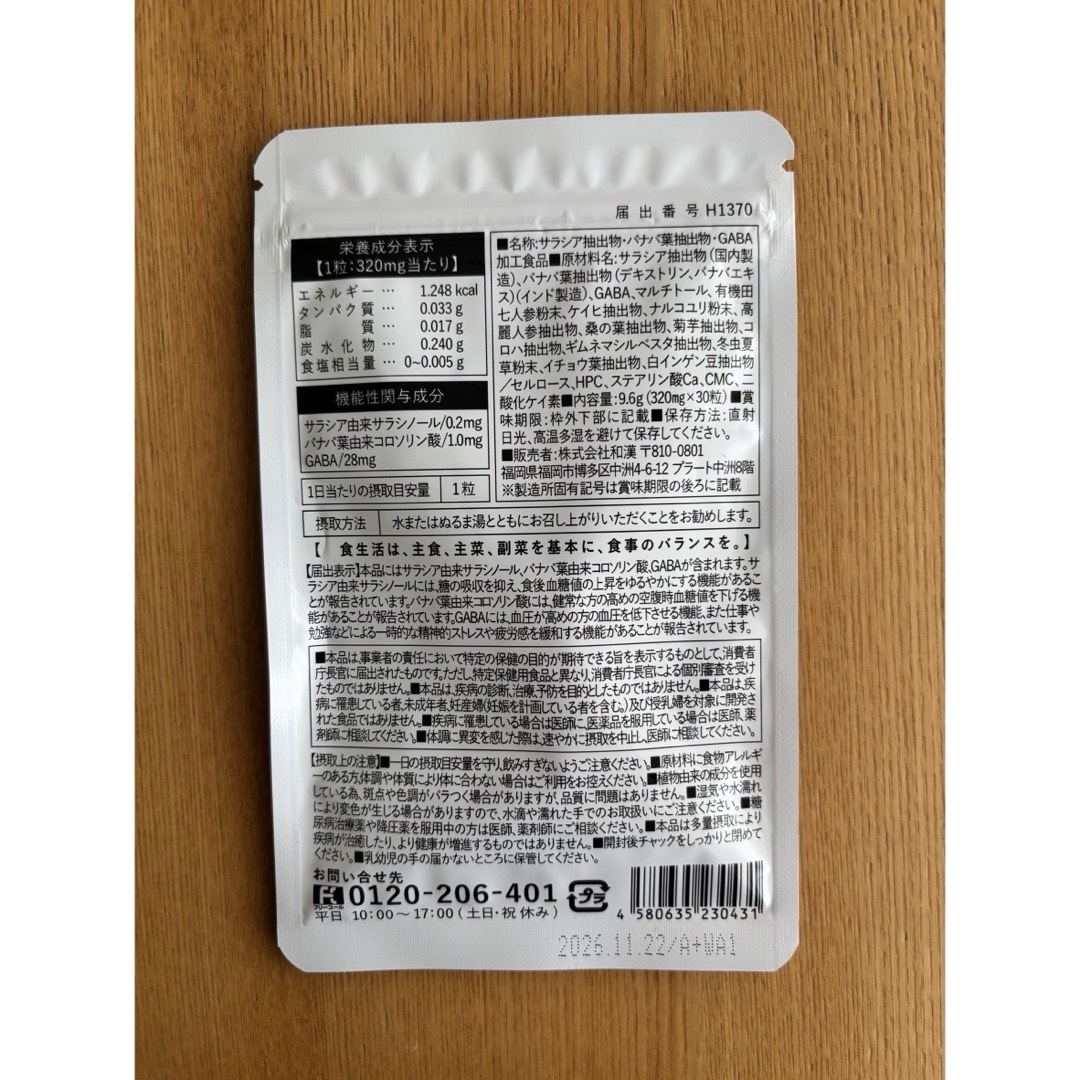 届出番号H1370
栄養成分表示
【1粒:320mg当たり】
エネルギー … 1.248 kcal
タンパク質 … 0.033 g
脂質 … 0.017 g
炭水化物 … 0.240 g
食塩相当量 … 0~0.005 g
機能性関与成分
サラシア由来サラシノール/0.2mg
バナバ葉由来コロソリン酸/1.0mg
GABA/28mg
1日当たりの摂取目安量 1粒
■名称:サラシア抽出物・バナバ葉抽出物・GABA
加工食品■原材料名:サラシア抽出物(国内製
造)、バナバ葉抽出物(デキストリン、バナバエキ
ス)(インド製造)、GABA、マルチトール、有機田
七人参粉末、ケイヒ抽出物、ナルコユリ粉末、高
麗人参抽出物、桑の葉抽出物、菊芋抽出物、コ
ロハ抽出物、ギムネマシルベスタ抽出物、冬虫夏
草粉末、イチョウ葉抽出物、白インゲン豆抽出物
/セルロース、HPC、ステアリン酸Ca、CMC、二
酸化ケイ素■内容量:9.6g(320mg×30粒)■賞
味期限:枠外下部に記載■保存方法:直射
日光、高温多湿を避けて保存してください。
■販売者:株式会社和漢 〒810-0801
福岡県福岡市博多区中洲4-6-12 プラート中洲8階
※製造所固有記号は賞味期限の後ろに記載
摂取方法 水またはぬるま湯とともにお召し上がりいただくことをお勧めします。
【 食生活は、主食、主菜、副菜を基本に、食事のバランスを。】
【届出表示】本品にはサラシア由来サラシノール、バナバ葉由来コロソリン酸、GABAが含まれます。サ
ラシア由来サラシノールには、糖の吸収を抑え、食後血糖値の上昇をゆるやかにする機能があるこ
とが報告されています。バナバ葉由来コロソリン酸には、健常な方の高めの空腹時血糖値を下げる機
能があることが報告されています。GABAには、血圧が高めの方の血圧を低下させる機能、また仕事や
勉強などによる一時的な精神的ストレスや疲労感を緩和する機能があることが報告されています。
■本品は、事業者の責任において特定の保健の目的が期待できる旨を表示するものとして、消費者
庁長官に届出されたものです。ただし、特定保健用食品と異なり、消費者庁長官による個別審査を受け
たものではありません。■本品は、疾病の診断、治療、予防を目的としたものではありません。■本品は、疾
病に罹患している者、未成年者、妊産婦(妊娠を計画している者を含む。)及び授乳婦を対象に開発さ
れた食品ではありません。■疾病に罹患している場合は医師に、医薬品を服用している場合は医師、薬
剤師に相談してください。■体調に異変を感じた際は、速やかに摂取を中止し、医師に相談してください。
【摂取上の注意】■一日の摂取目安量を守り、飲みすぎないようご注意ください。■原材料に食物アレルギ
ーのある方、体調や体質により体に合わない場合はご利用をお控えください。■植物由来の成分を使用
している為、斑点や色調がバラつく場合がありますが、品質に問題はありません。■湿気や水濡れ
により変色が生じる場合がありますので、水滴や濡れた手でのお取扱いにご注意ください。■糖
尿病治療薬や降圧薬を服用中の方は医師、薬剤師にご相談ください。■本品は多量摂取により
疾病が治癒したり、より健康が増進するものではありません。■開封後チャックをしっかりと閉めて
ください。■乳幼児の手の届かないところに保管してください。
お問い合せ先
フリーコール 0120-206-401 プラ
平日 10:00~17:00(土日・祝 休み)
4 580635 230431
2026.11.22/A+WA1